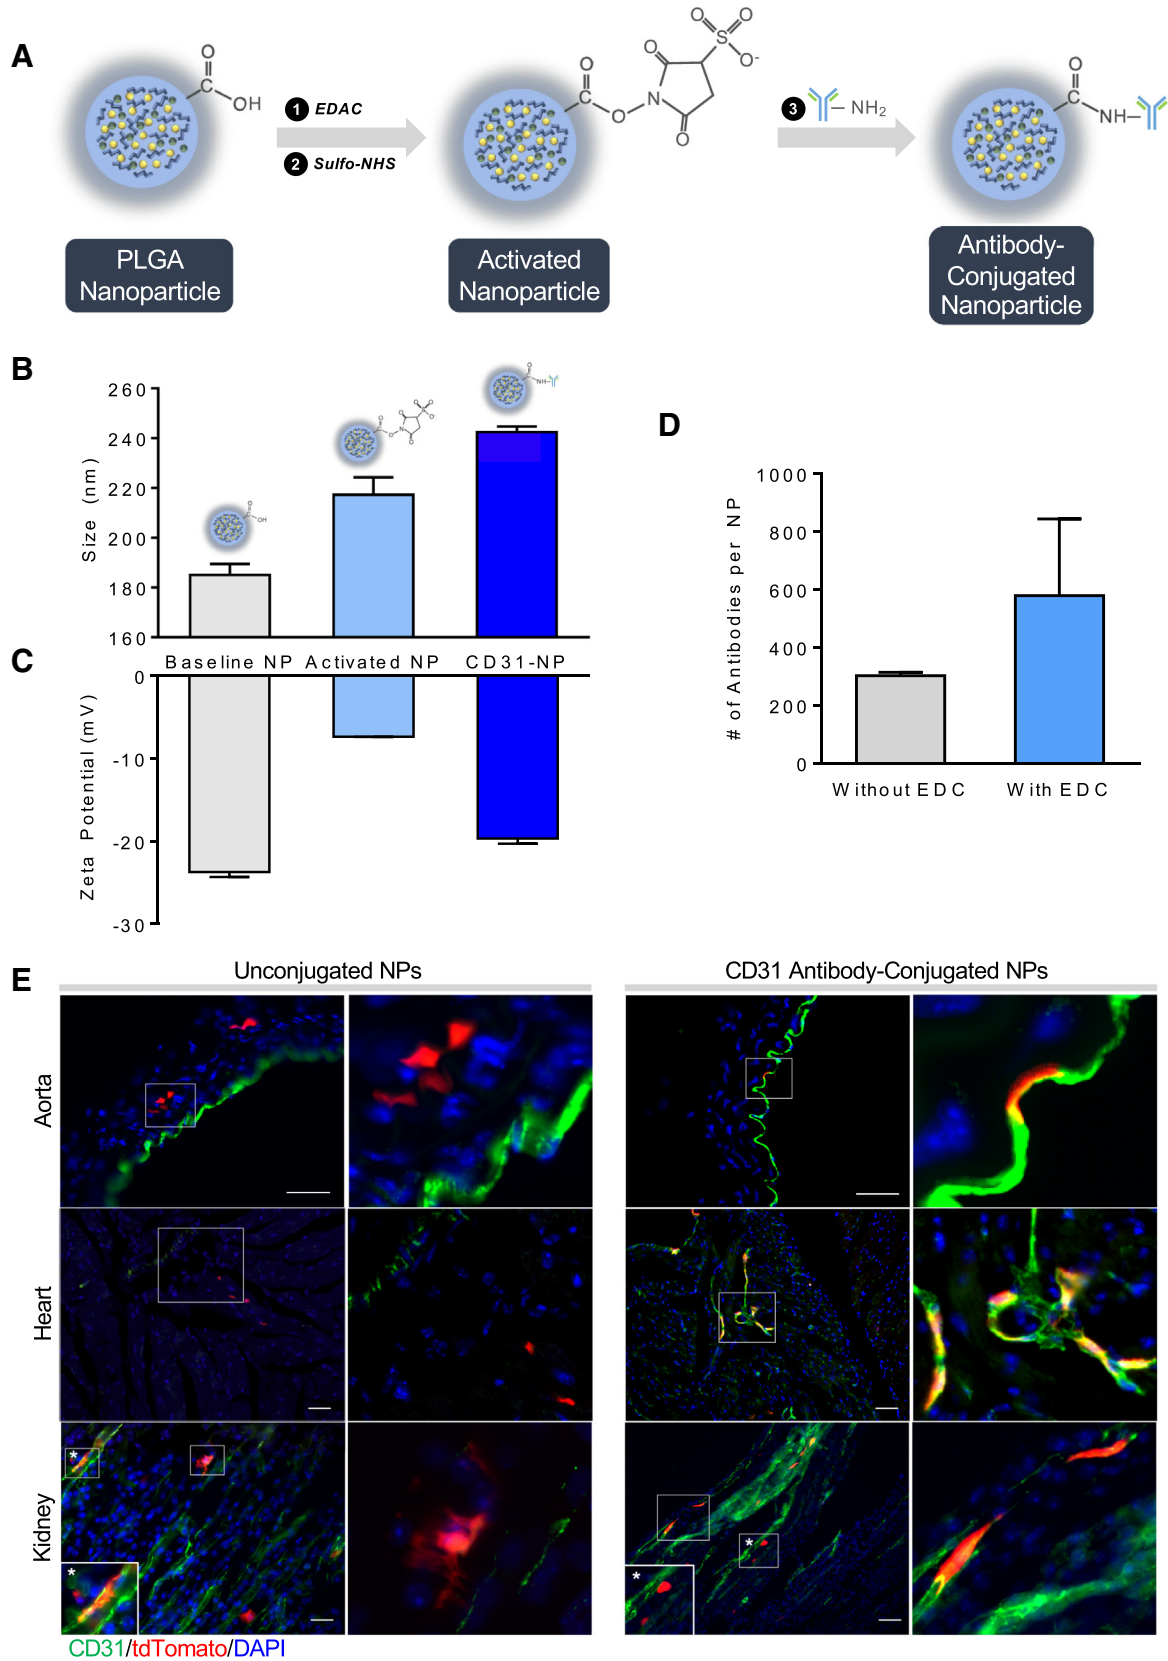 A
O
C
OH
1 EDAC
2 Sulfo-NHS
O
C
O
N
O
O
S
O
O
O-
3
NH2
O
C
NH
PLGA
Nanoparticle
Activated
Nanoparticle
Antibody-
Conjugated
Nanoparticle
B
Size (nm)
260
240
220
200
180
160
Baseline NP
Activated NP
CD31-NP
C
Zeta Potential (mV)
0
-10
-20
-30
D
# of Antibodies per NP
1000
800
600
400
200
0
Without EDC
With EDC
E
Unconjugated NPs
CD31 Antibody-Conjugated NPs
Aorta
Heart
Kidney
*
*
*
*
CD31/tdTomato/DAPI